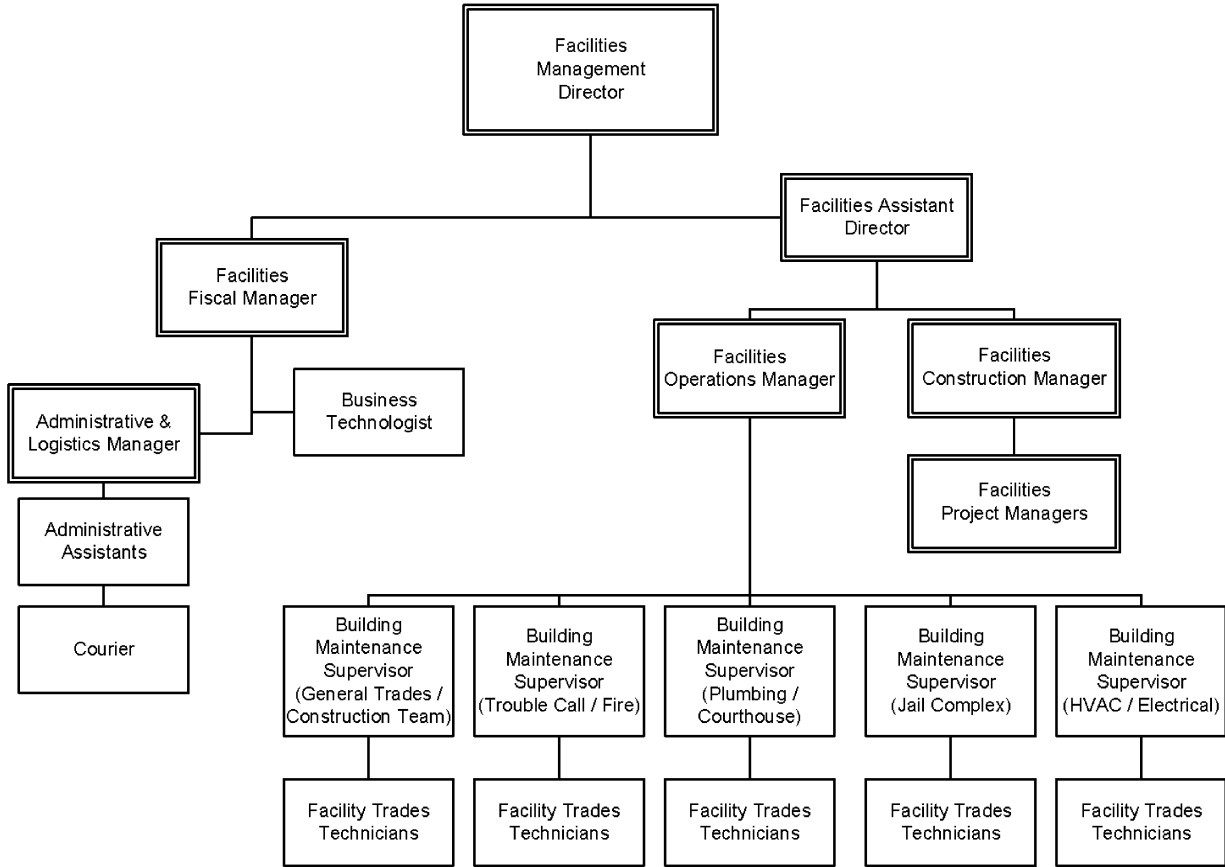 Facilities
Management
Director
Facilities Assistant
Director
Facilities
Fiscal Manager
Facilities
Operations Manager
Facilities
Construction Manager
Administrative &
Logistics Manager
Business
Technologist
Facilities
Project Managers
Administrative
Assistants
Courier
Building
Maintenance
Supervisor
(General Trades /
Construction Team)
Building
Maintenance
Supervisor
(Trouble Call / Fire)
Building
Maintenance
Supervisor
(Plumbing /
Courthouse)
Building
Maintenance
Supervisor
(Jail Complex)
Building
Maintenance
Supervisor
(HVAC / Electrical)
Facility Trades
Technicians
Facility Trades
Technicians
Facility Trades
Technicians
Facility Trades
Technicians
Facility Trades
Technicians